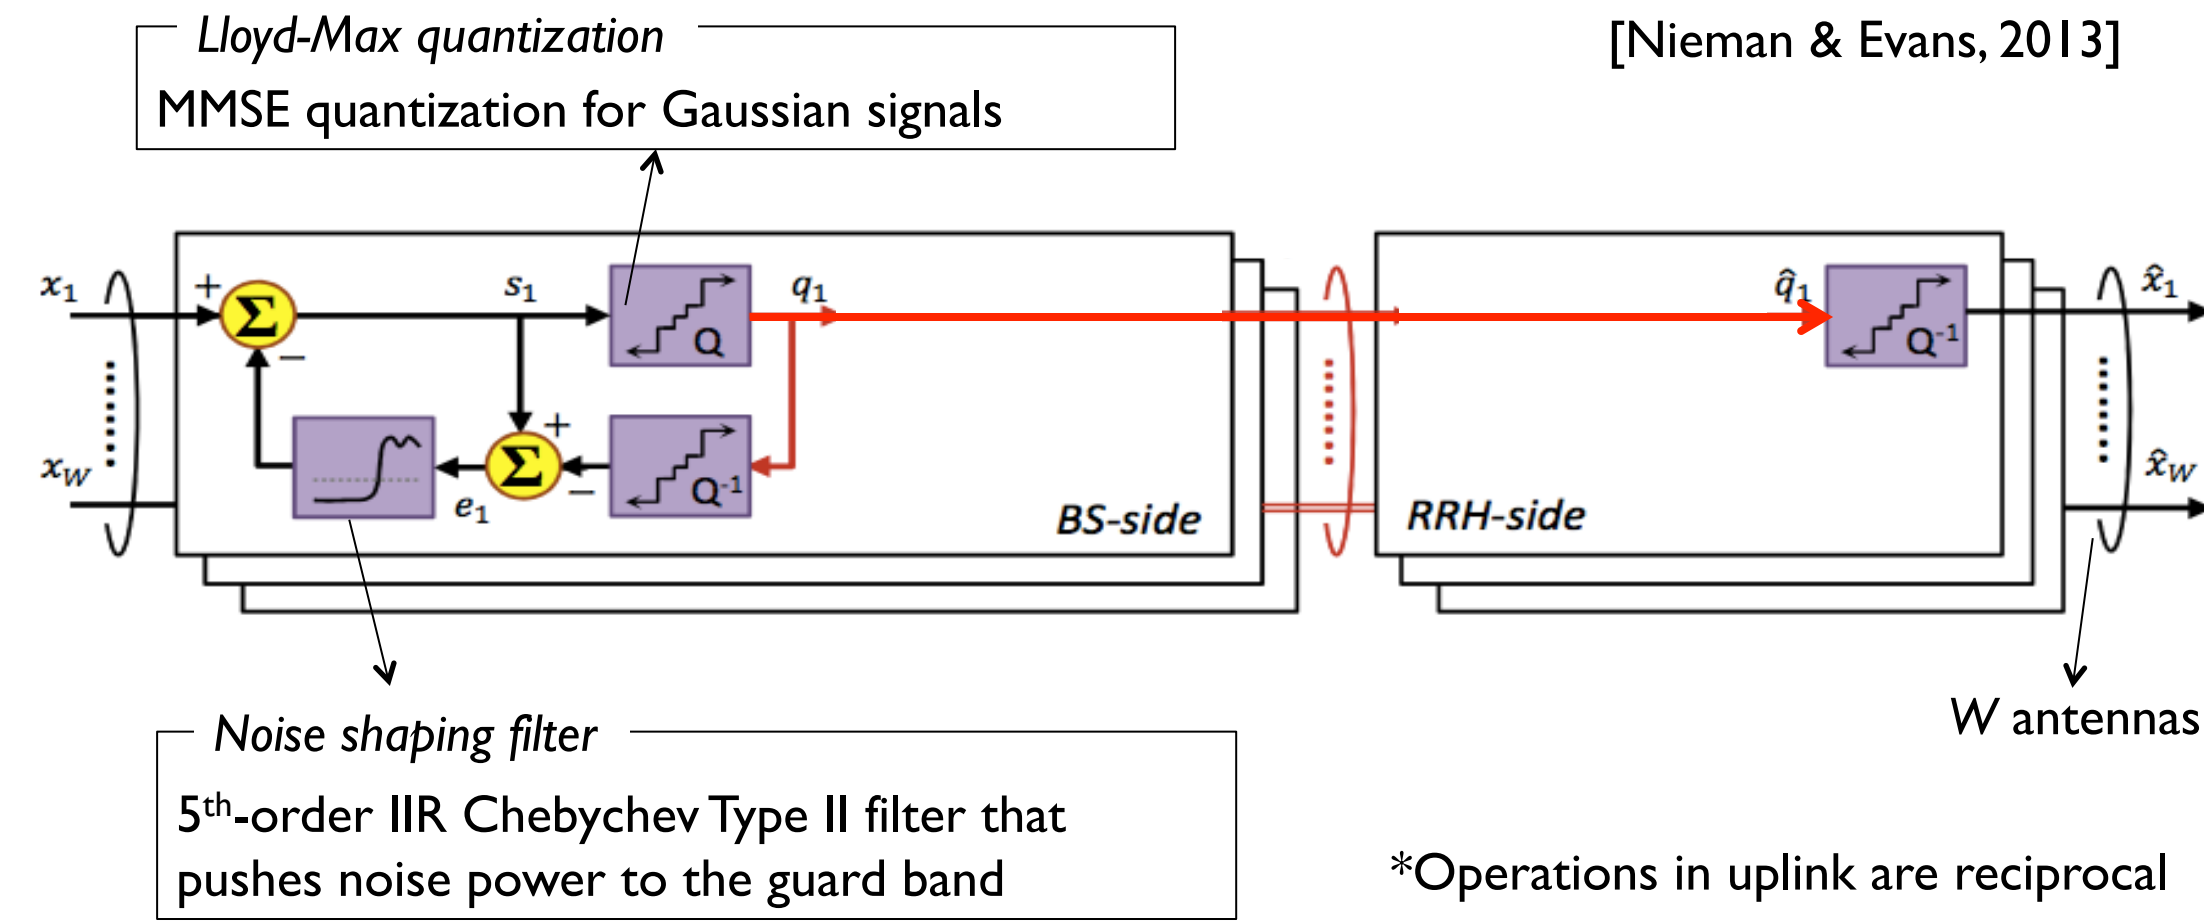 Lloyd-Max quantization
[Nieman & Evans, 2013]
MMSE quantization for Gaussian signals
x₁
+
Σ
s₁
Q
q₁
q̂₁
Q⁻¹
x̂₁
−
x_W
+
Σ
−
e₁
Q⁻¹
BS-side
RRH-side
x̂_W
W antennas
Noise shaping filter
5th-order IIR Chebychev Type II filter that
pushes noise power to the guard band
*Operations in uplink are reciprocal